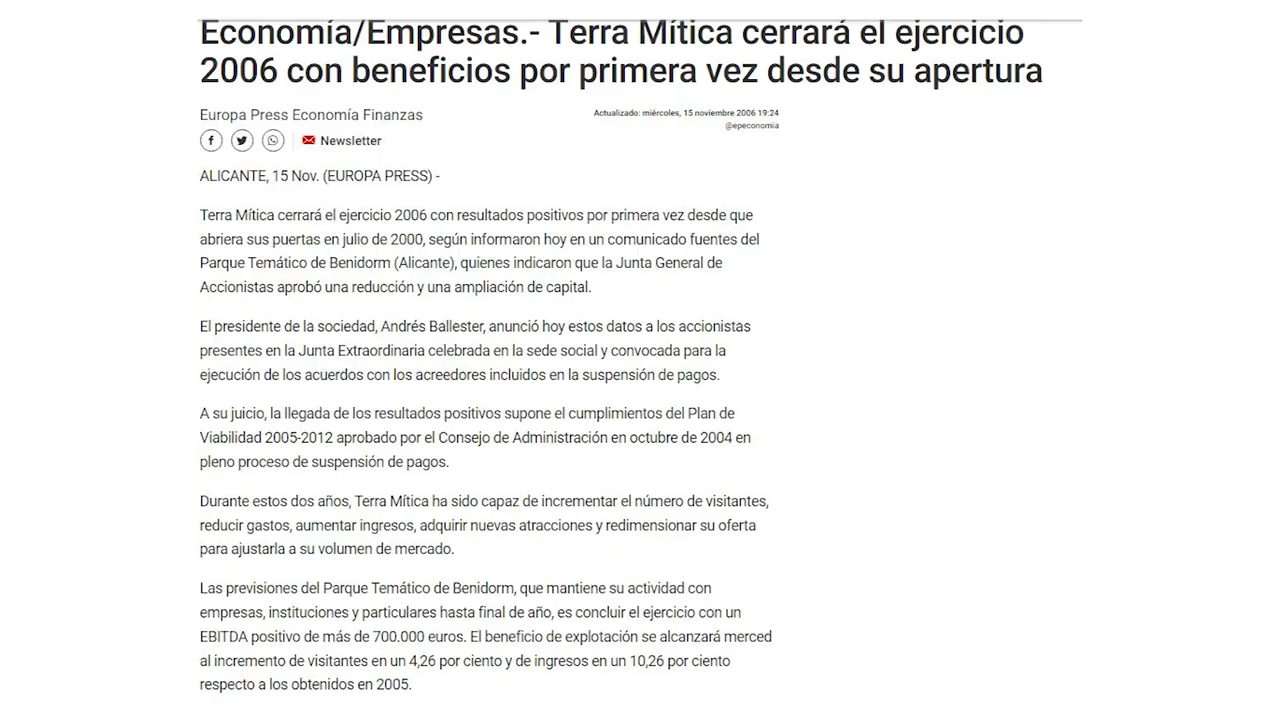 Economía/Empresas.- Terra Mítica cerrará el ejercicio
2006 con beneficios por primera vez desde su apertura
Europa Press Economía Finanzas
Actualizado: miércoles, 15 noviembre 2006 19:24
@epeconomia
Newsletter
ALICANTE, 15 Nov. (EUROPA PRESS) -
Terra Mítica cerrará el ejercicio 2006 con resultados positivos por primera vez desde que
abriera sus puertas en julio de 2000, según informaron hoy en un comunicado fuentes del
Parque Temático de Benidorm (Alicante), quienes indicaron que la Junta General de
Accionistas aprobó una reducción y una ampliación de capital.
El presidente de la sociedad, Andrés Ballester, anunció hoy estos datos a los accionistas
presentes en la Junta Extraordinaria celebrada en la sede social y convocada para la
ejecución de los acuerdos con los acreedores incluidos en la suspensión de pagos.
A su juicio, la llegada de los resultados positivos supone el cumplimientos del Plan de
Viabilidad 2005-2012 aprobado por el Consejo de Administración en octubre de 2004 en
pleno proceso de suspensión de pagos.
Durante estos dos años, Terra Mítica ha sido capaz de incrementar el número de visitantes,
reducir gastos, aumentar ingresos, adquirir nuevas atracciones y redimensionar su oferta
para ajustarla a su volumen de mercado.
Las previsiones del Parque Temático de Benidorm, que mantiene su actividad con
empresas, instituciones y particulares hasta final de año, es concluir el ejercicio con un
EBITDA positivo de más de 700.000 euros. El beneficio de explotación se alcanzará merced
al incremento de visitantes en un 4,26 por ciento y de ingresos en un 10,26 por ciento
respecto a los obtenidos en 2005.